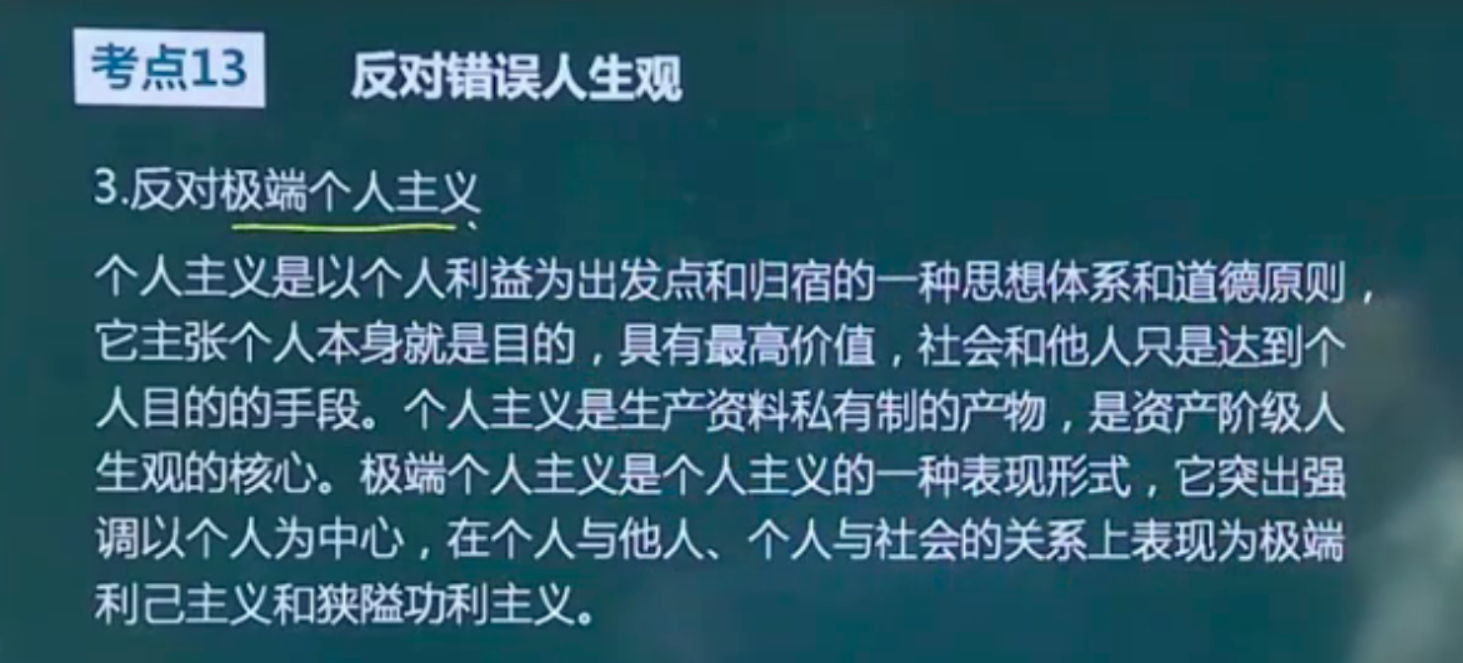 考点13 反对错误人生观
3.反对极端个人主义
个人主义是以个人利益为出发点和归宿的一种思想体系和道德原则，
它主张个人本身就是目的，具有最高价值，社会和他人只是达到个
人目的的手段。个人主义是生产资料私有制的产物，是资产阶级人
生观的核心。极端个人主义是个人主义的一种表现形式，它突出强
调以个人为中心，在个人与他人、个人与社会的关系上表现为极端
利己主义和狭隘功利主义。